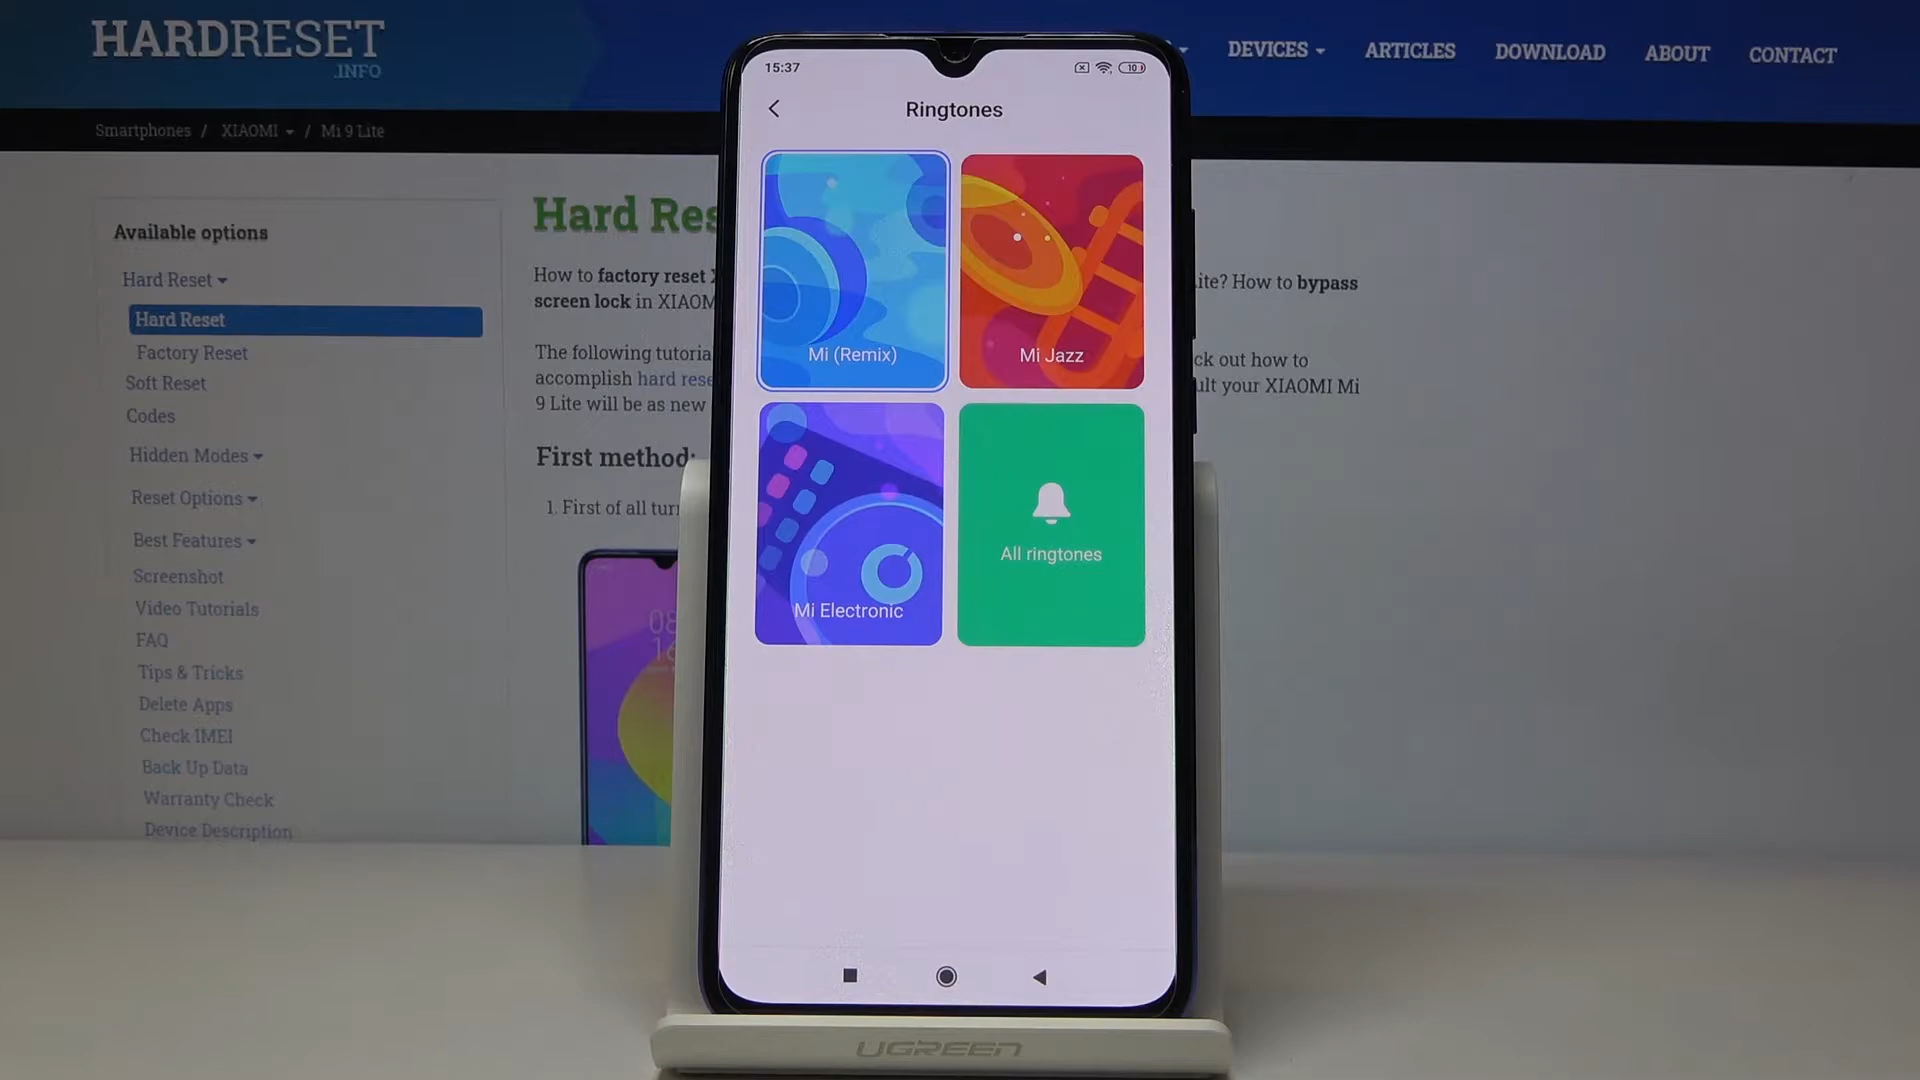 HARDRESET
.INFO
DEVICES
ARTICLES
DOWNLOAD
ABOUT
CONTACT
Smartphones / XIAOMI / Mi 9 Lite
Available options
Hard Reset
Hard Reset
Factory Reset
Soft Reset
Codes
Hidden Modes
Reset Options
Best Features
Screenshot
Video Tutorials
FAQ
Tips & Tricks
Delete Apps
Check IMEI
Back Up Data
Warranty Check
Device Description
Hard Res
How to factory reset
screen lock in XIAOM
The following tutoria
accomplish hard rese
9 Lite will be as new
First method:
1. First of all turn
08
16
15:37
10
Ringtones
Mi (Remix)
Mi Jazz
Mi Electronic
All ringtones
Lite? How to bypass
ck out how to
ult your XIAOMI Mi
UGREEN